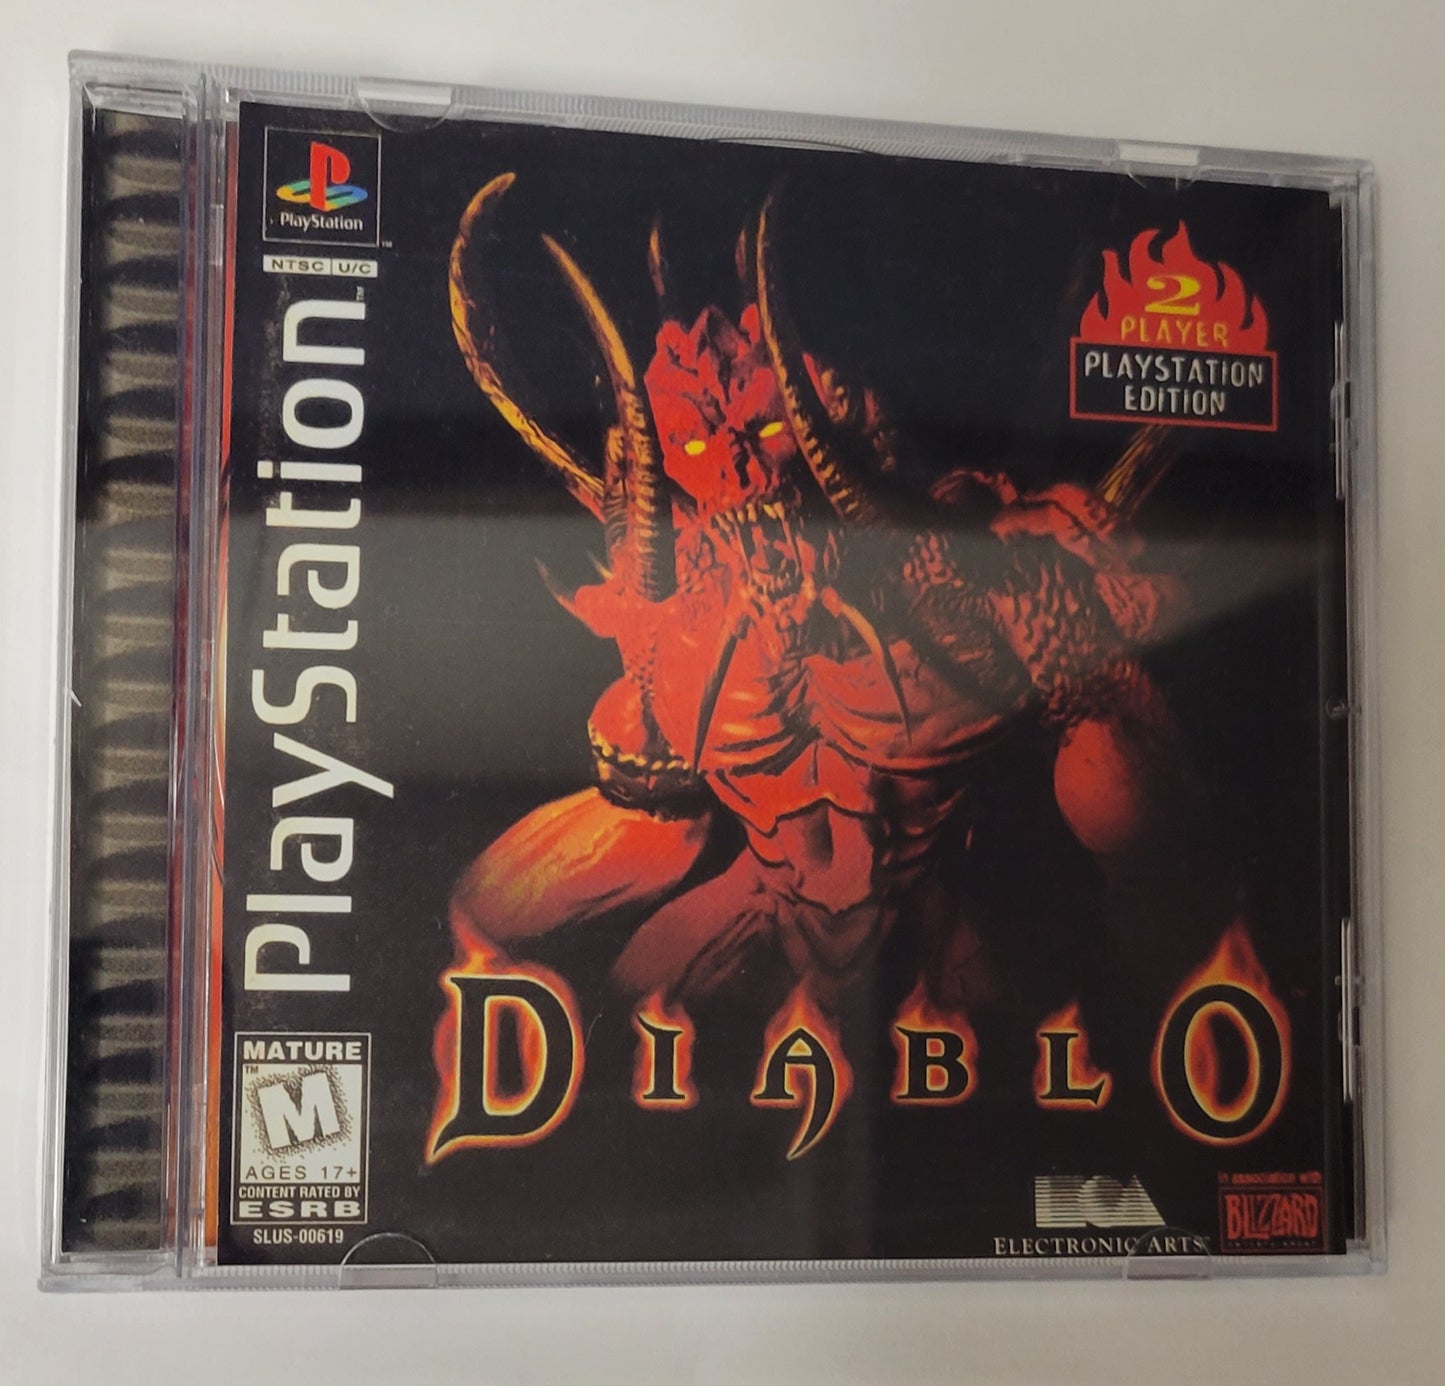 PlayStation
NTSC U/C
PlayStation
2
PLAYER
PLAYSTATION
EDITION
DIABLO
MATURE
M
AGES 17+
CONTENT RATED BY
ESRB
SLUS-00619
EA
ELECTRONIC ARTS
In association with
BLIZZARD